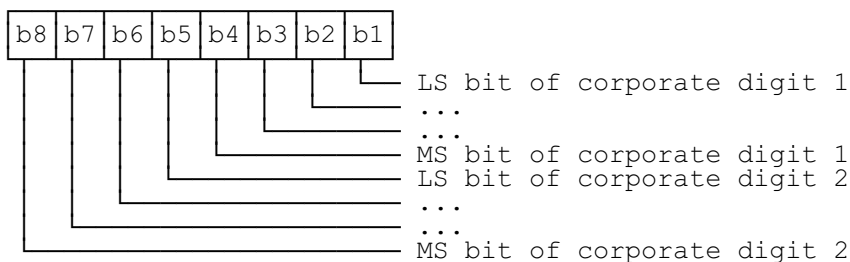 b8 b7 b6 b5 b4 b3 b2 b1
LS bit of corporate digit 1
...
...
MS bit of corporate digit 1
LS bit of corporate digit 2
...
...
MS bit of corporate digit 2